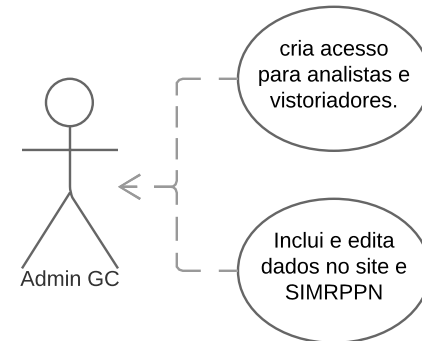 cria acesso
para analistas e
vistoriadores.
Admin GC
Inclui e edita
dados no site e
SIMRPPN